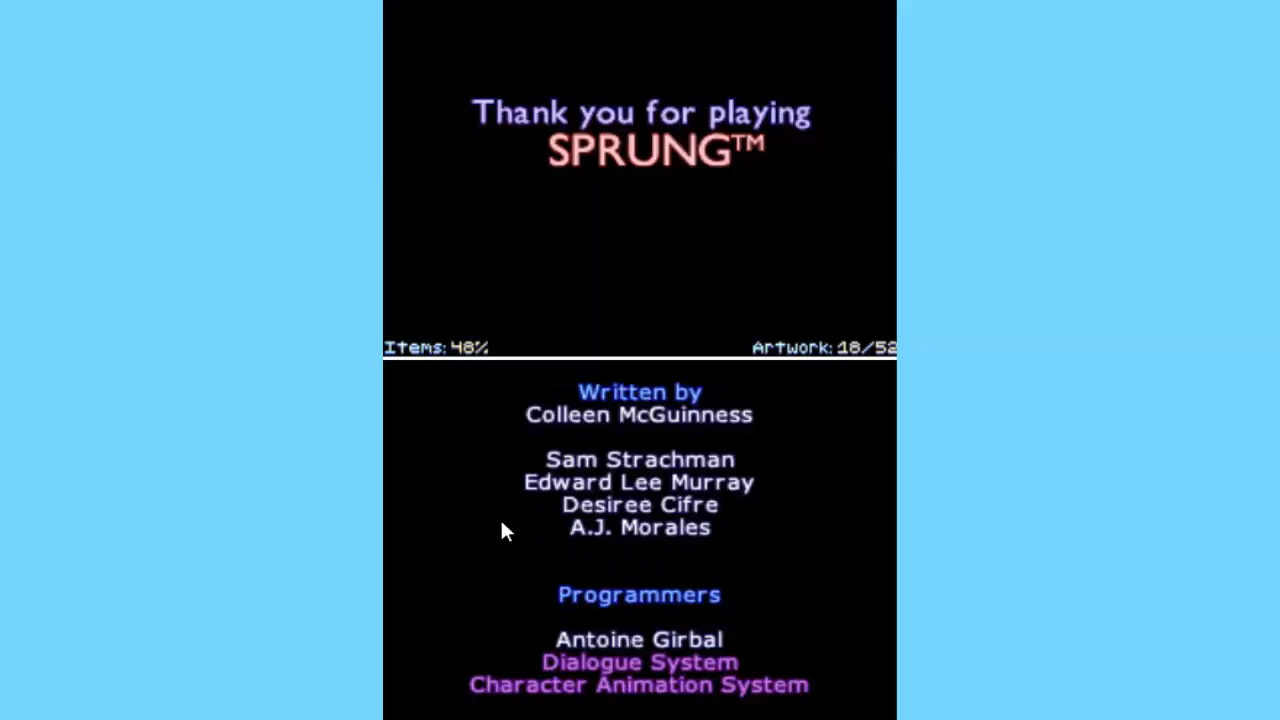 Thank you for playing
SPRUNG™
Items: 48% Artwork: 18/52
Written by
Colleen McGuinness
Sam Strachman
Edward Lee Murray
Desiree Cifre
A.J. Morales
Programmers
Antoine Girbal
Dialogue System
Character Animation System